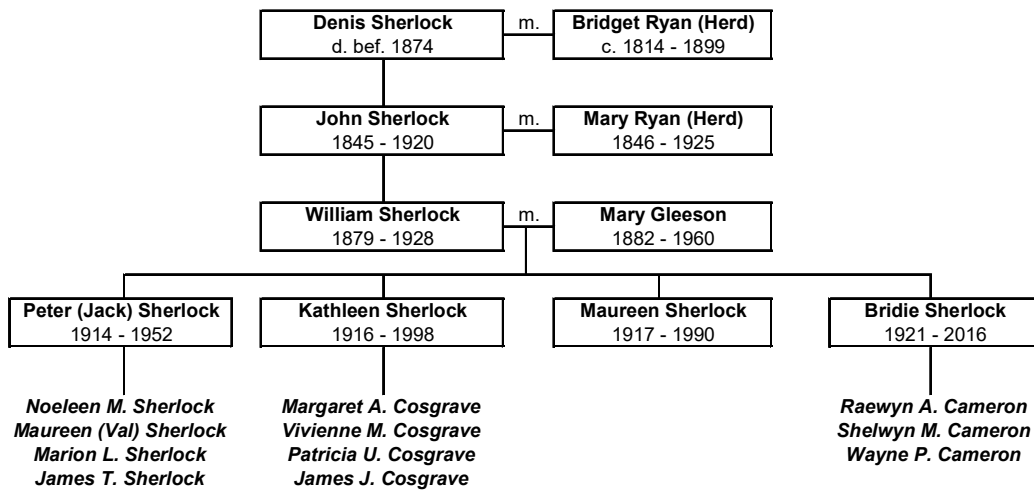 Denis Sherlock
d. bef. 1874
m.
Bridget Ryan (Herd)
c. 1814 - 1899
John Sherlock
1845 - 1920
m.
Mary Ryan (Herd)
1846 - 1925
William Sherlock
1879 - 1928
m.
Mary Gleeson
1882 - 1960
Peter (Jack) Sherlock
1914 - 1952
Kathleen Sherlock
1916 - 1998
Maureen Sherlock
1917 - 1990
Bridie Sherlock
1921 - 2016
Noeleen M. Sherlock
Maureen (Val) Sherlock
Marion L. Sherlock
James T. Sherlock
Margaret A. Cosgrave
Vivienne M. Cosgrave
Patricia U. Cosgrave
James J. Cosgrave
Raewyn A. Cameron
Shelwyn M. Cameron
Wayne P. Cameron